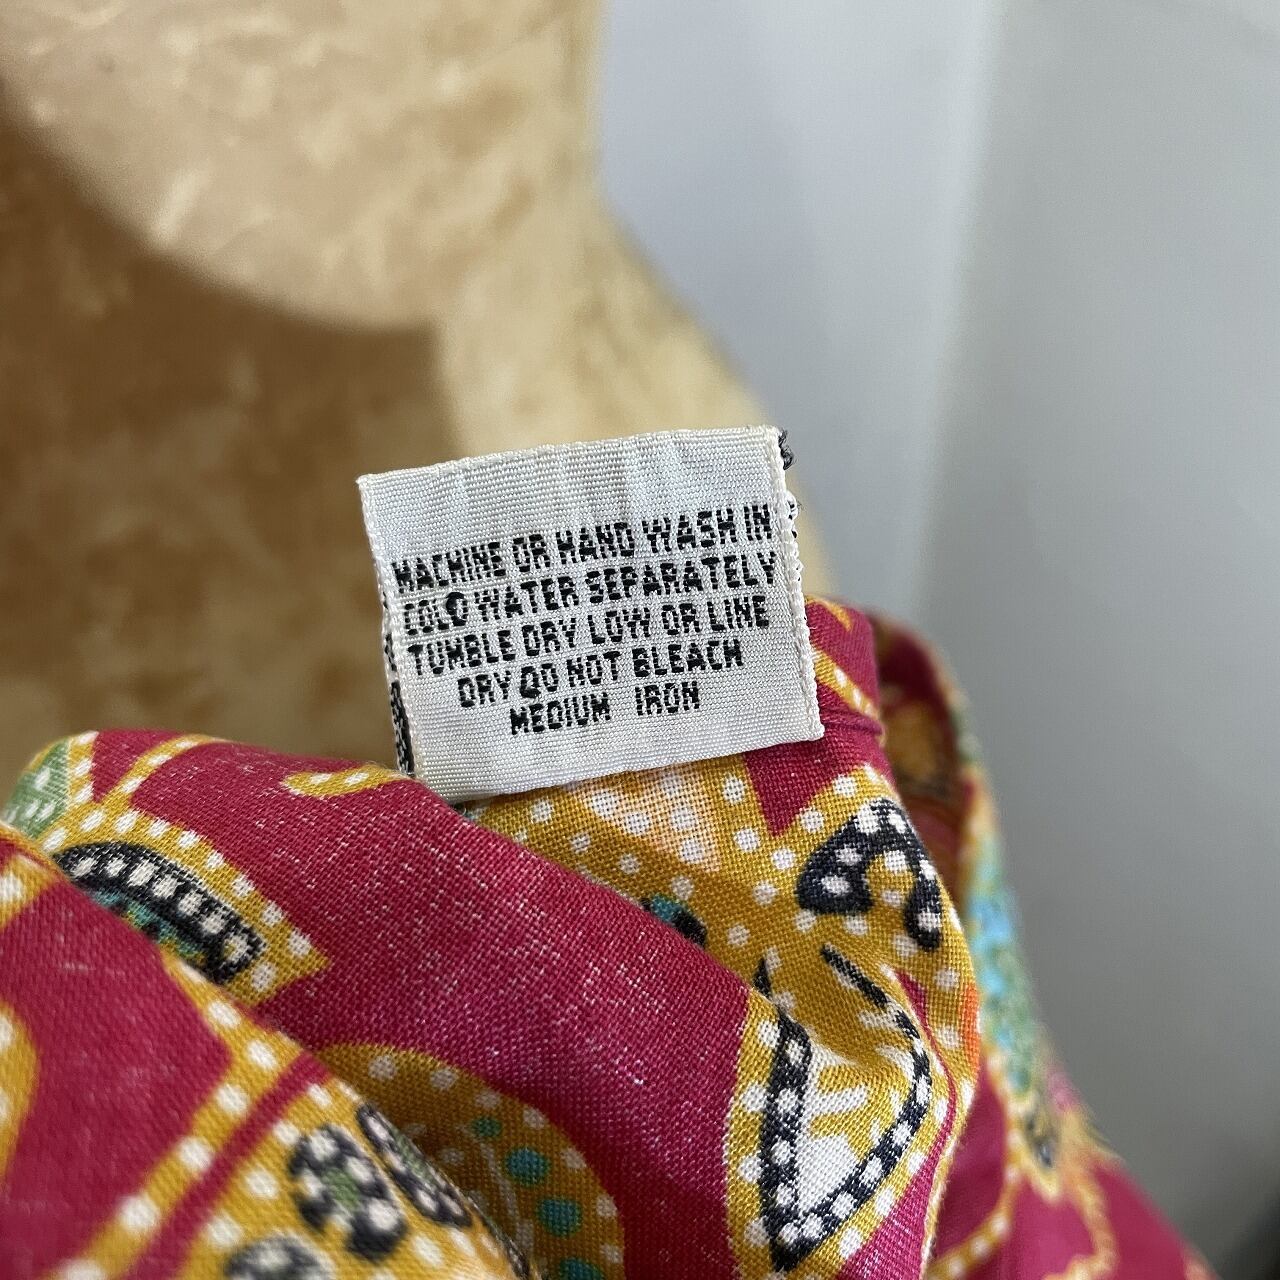 MACHINE OR HAND WASH IN
COLD WATER SEPARATELY
TUMBLE DRY LOW OR LINE
DRY DO NOT BLEACH
MEDIUM IRON